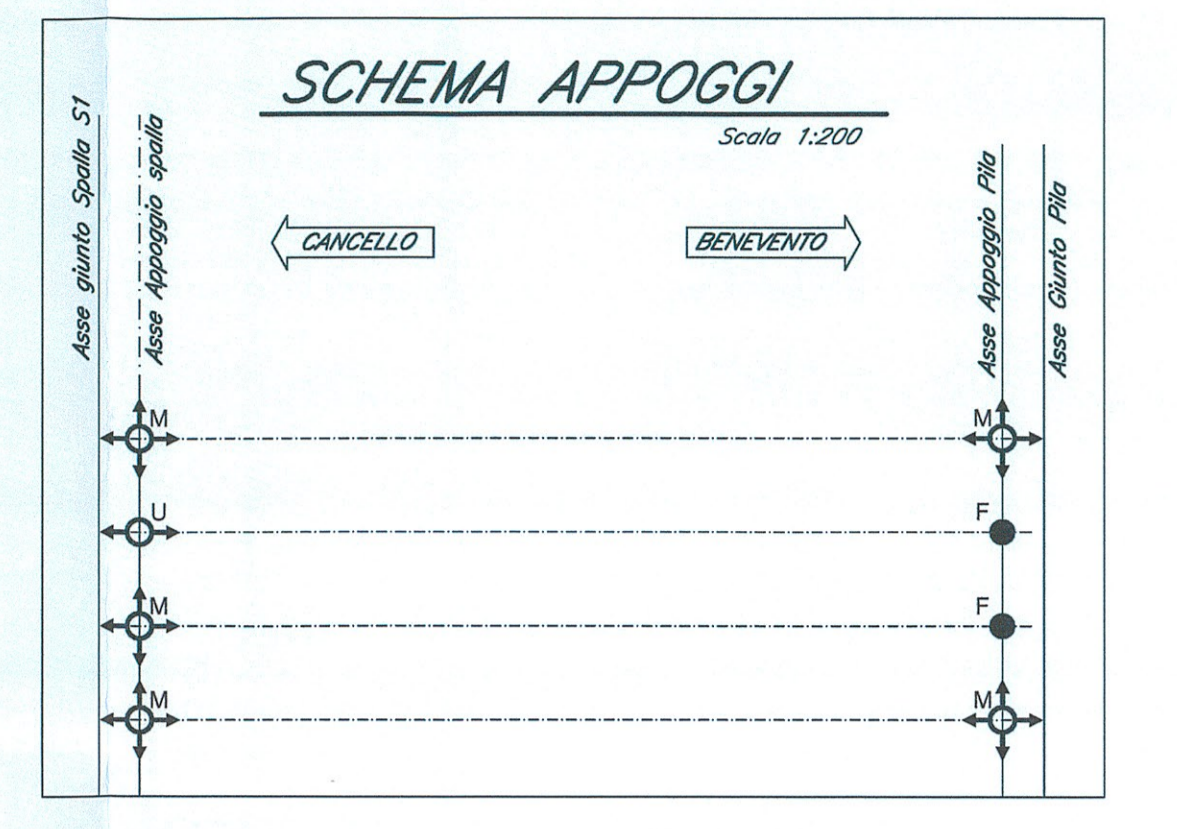 SCHEMA APPOGGI
Scala 1:200
Asse giunto Spalla S1
Asse Appoggio spalla
CANCELLO
BENEVENTO
Asse Appoggio Pila
Asse Giunto Pila
M
M
U
F
M
F
M
M